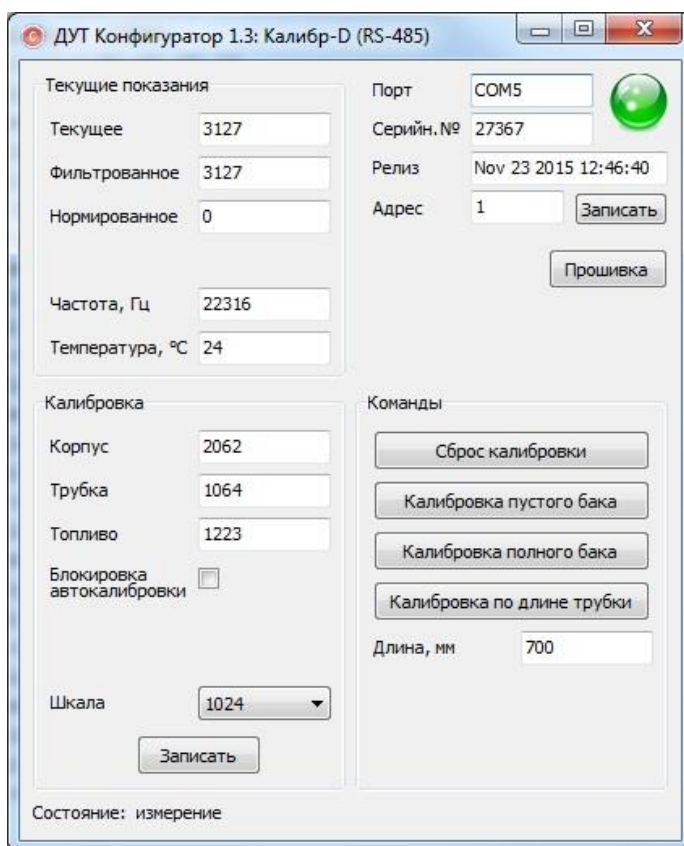 ДУТ Конфигуратор 1.3: Калибр-D (RS-485)
Текущие показания
Текущее 3127
Фильтрованное 3127
Нормированное 0
Частота, Гц 22316
Температура, ºС 24
Порт COM5
Серийн.№ 27367
Релиз Nov 23 2015 12:46:40
Адрес 1 Записать
Прошивка
Калибровка
Корпус 2062
Трубка 1064
Топливо 1223
Блокировка
автокалибровки
Шкала 1024
Записать
Команды
Сброс калибровки
Калибровка пустого бака
Калибровка полного бака
Калибровка по длине трубки
Длина, мм 700
Состояние: измерение